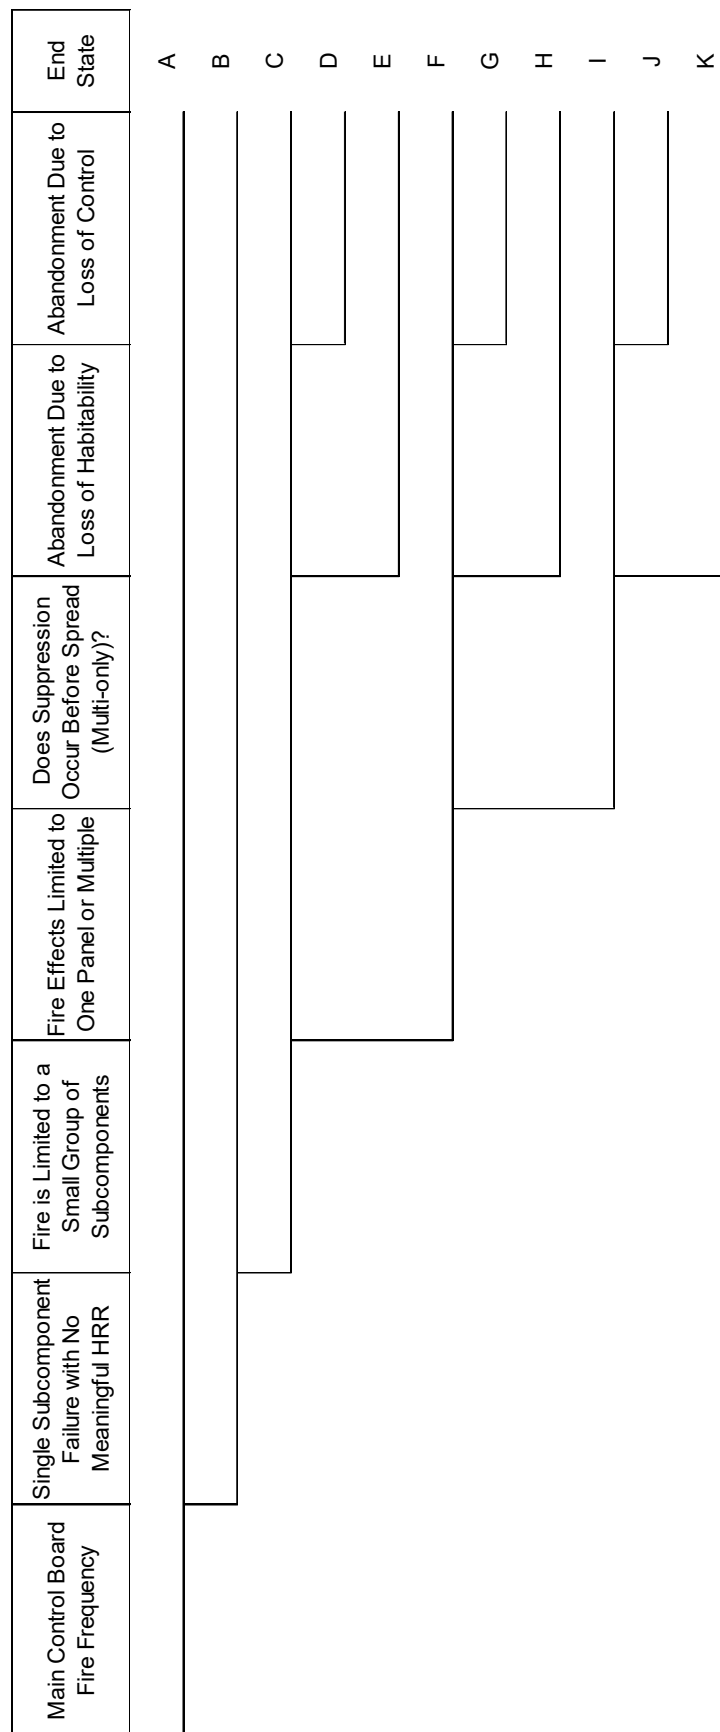 Main Control Board
Fire Frequency
Single Subcomponent
Failure with No
Meaningful HRR
Fire is Limited to a
Small Group of
Subcomponents
Fire Effects Limited to
One Panel or Multiple
Does Suppression
Occur Before Spread
(Multi-only)?
Abandonment Due to
Loss of Habitability
Abandonment Due to
Loss of Control
End
State
A
B
C
D
E
F
G
H
I
J
K